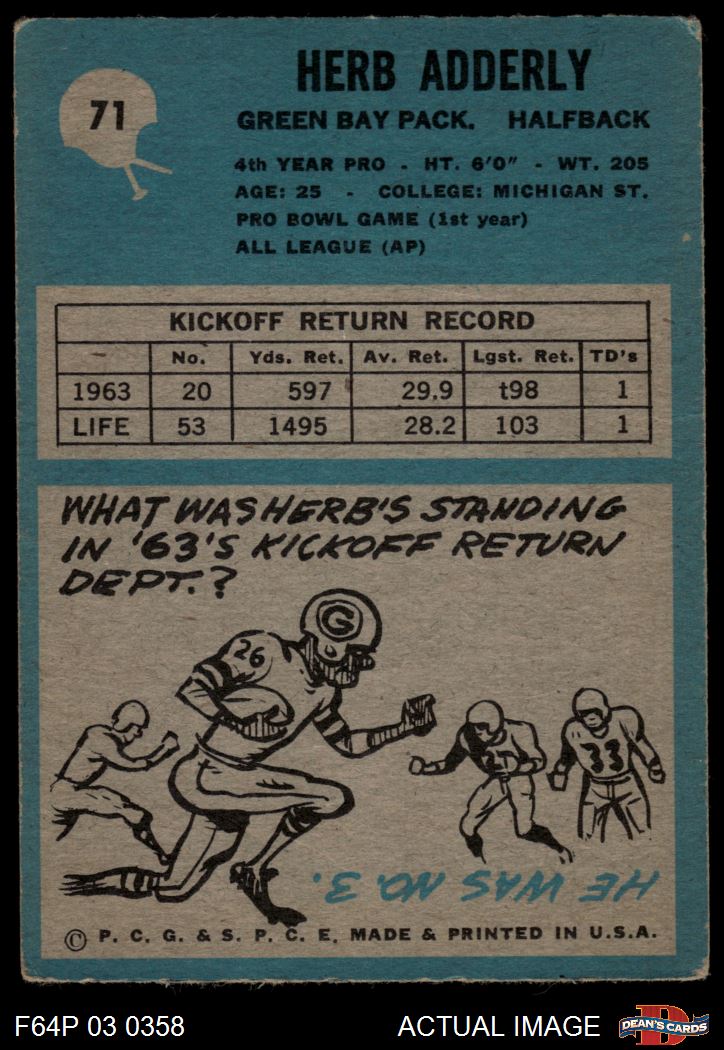 71
HERB ADDERLY
GREEN BAY PACK. HALFBACK
4th YEAR PRO - HT. 6'0" - WT. 205
AGE: 25 - COLLEGE: MICHIGAN ST.
PRO BOWL GAME (1st year)
ALL LEAGUE (AP)
KICKOFF RETURN RECORD
No. Yds. Ret. Av. Ret. Lgst. Ret. TD's
1963 20 597 29.9 t98 1
LIFE 53 1495 28.2 103 1
WHAT WAS HERB'S STANDING
IN '63'S KICKOFF RETURN
DEPT.?
G
26
33
HE WAS NO. 3.
© P. C. G. & S. P. C. E. MADE & PRINTED IN U.S.A.
F64P 03 0358 ACTUAL IMAGE
D
DEAN'S CARDS